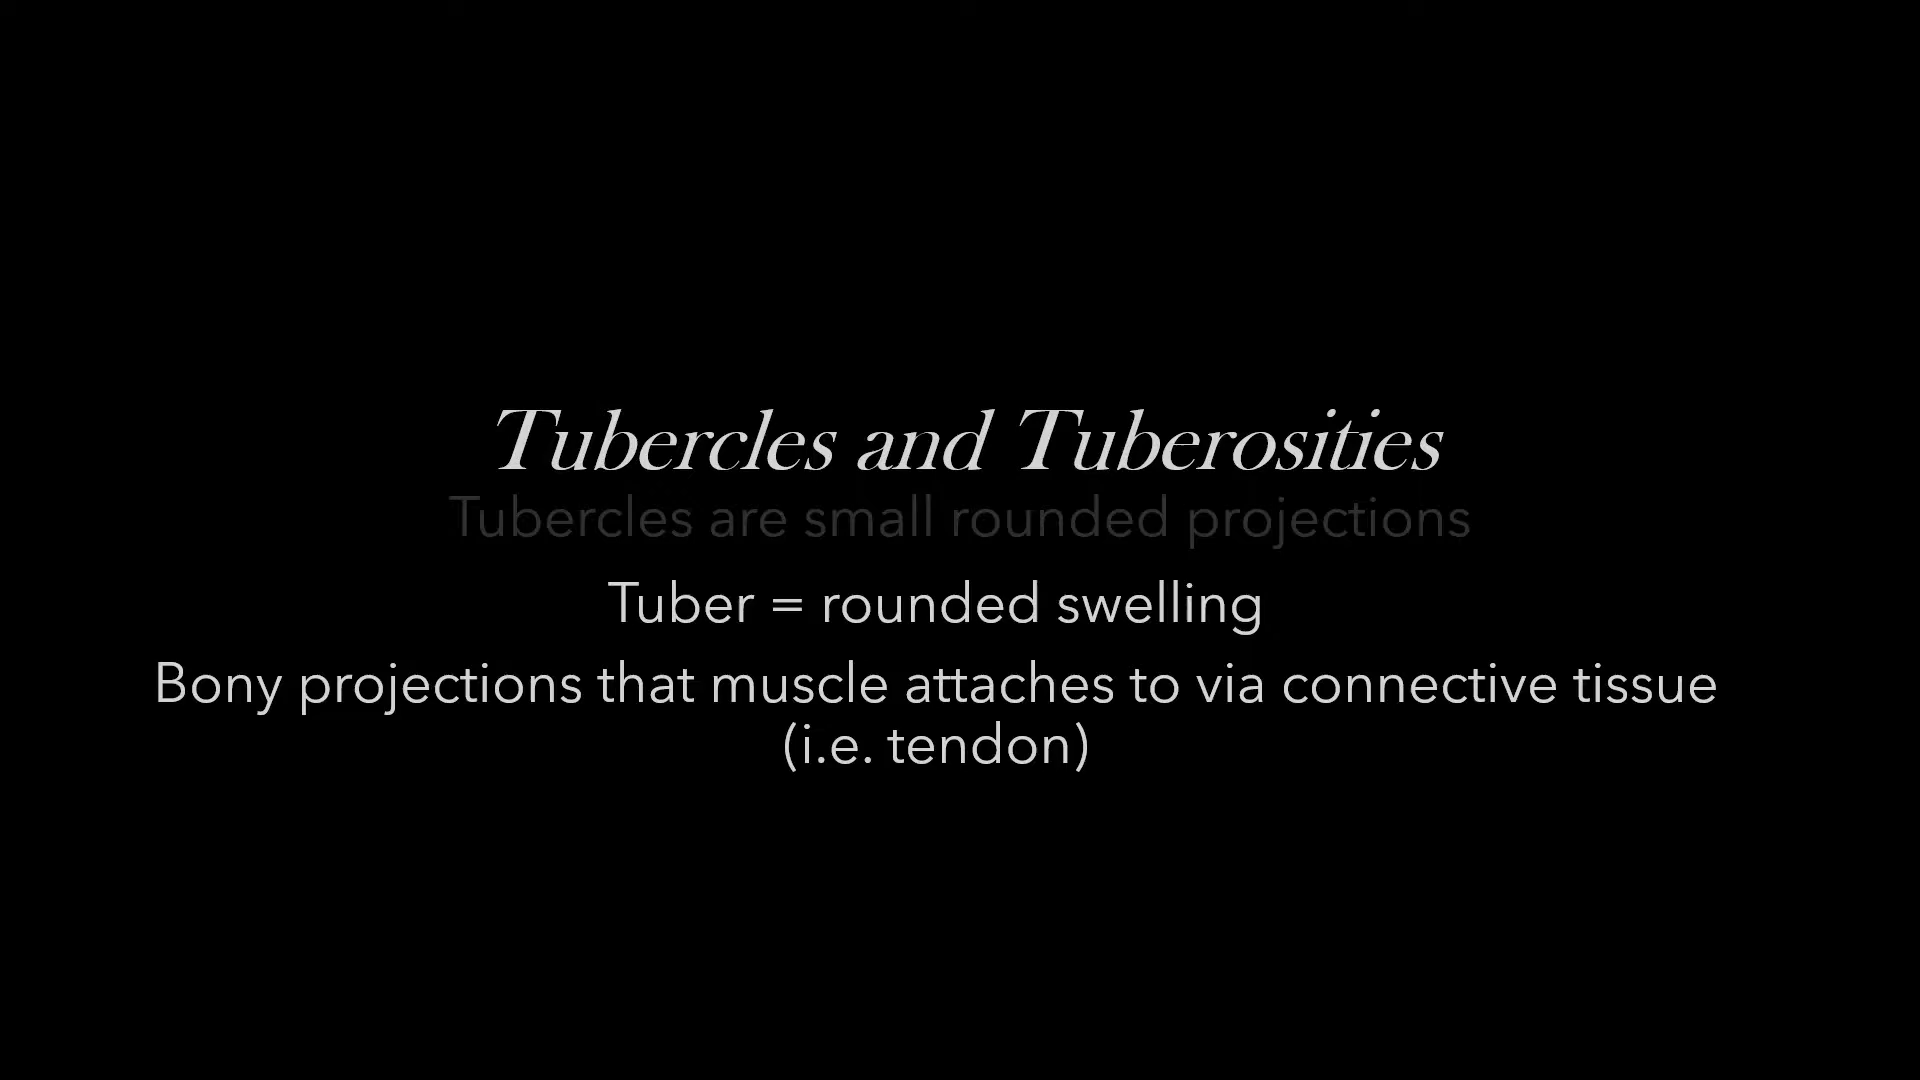 Tubercles and Tuberosities
Tubercles are small rounded projections
Tuber = rounded swelling
Bony projections that muscle attaches to via connective tissue
(i.e. tendon)